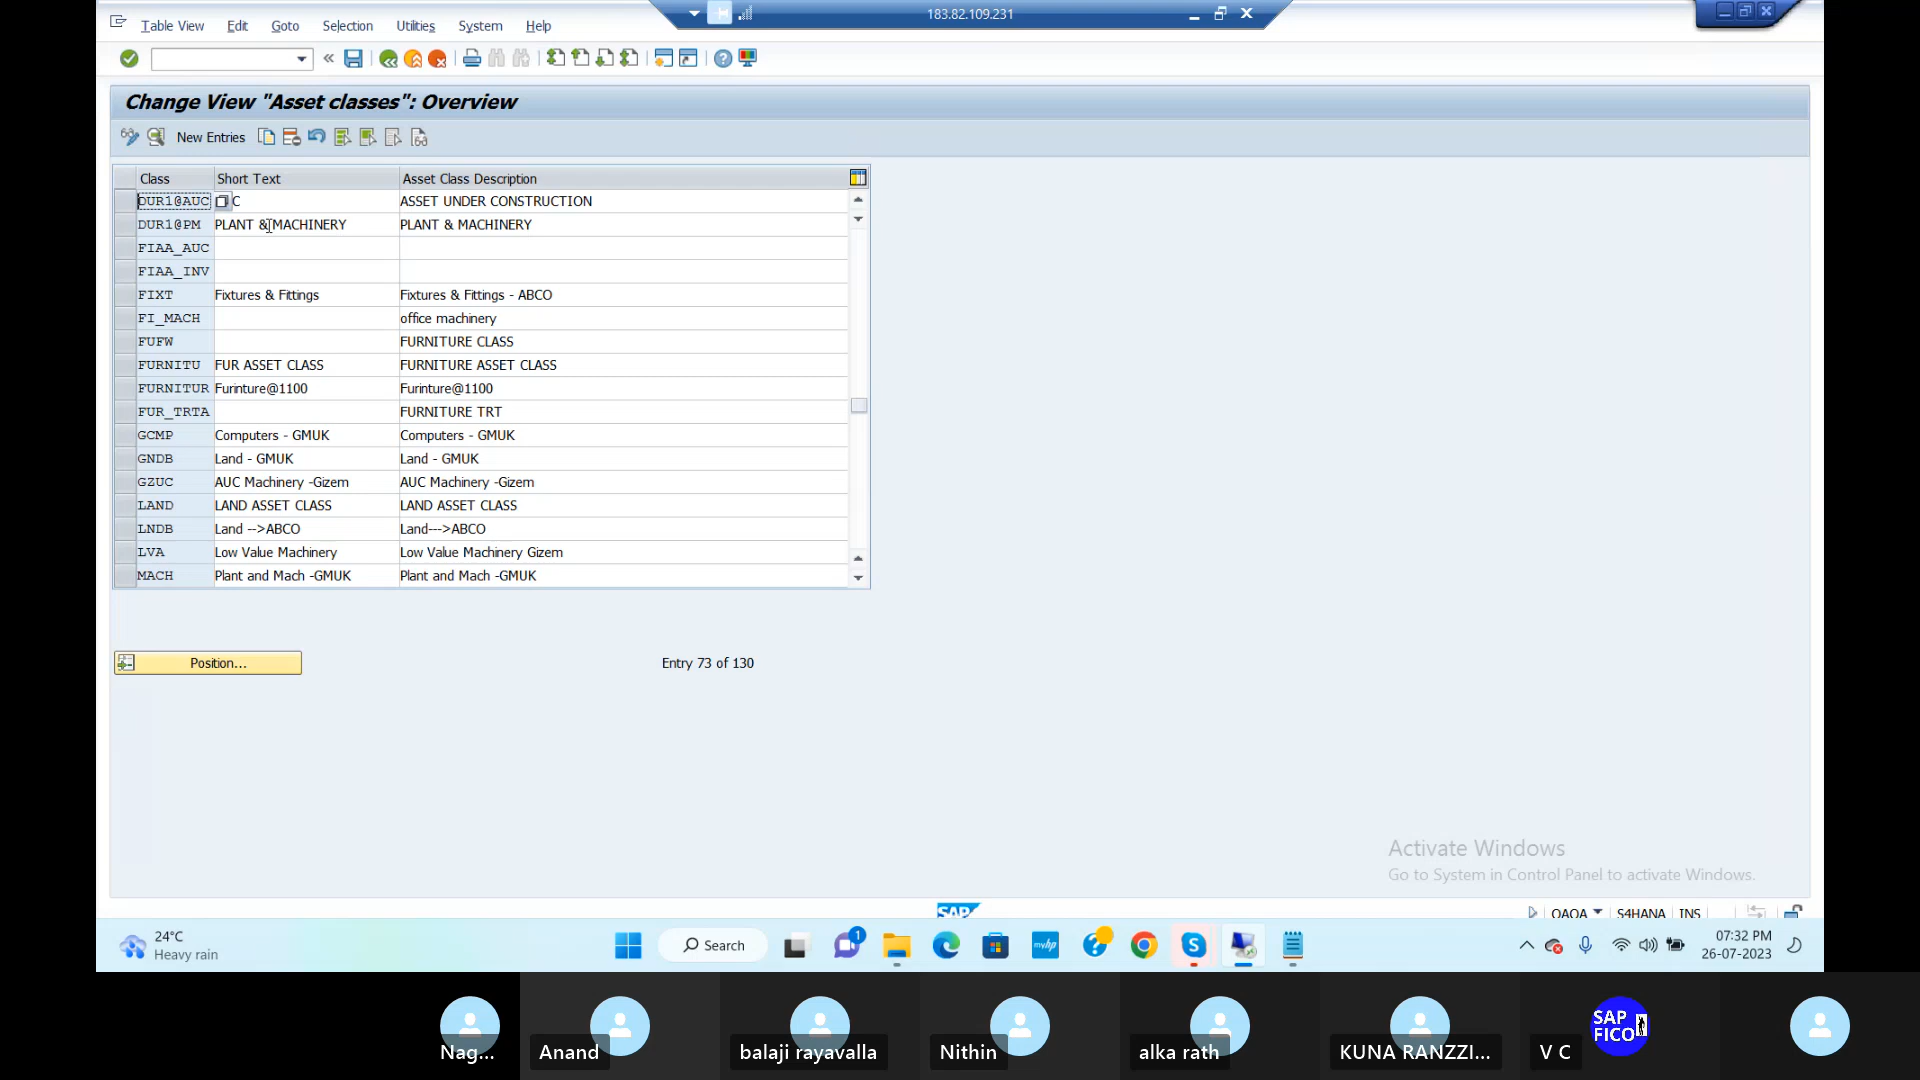 183.82.109.231
Table View Edit Goto Selection Utilities System Help
Change View "Asset classes": Overview
New Entries
Class Short Text Asset Class Description
DUR1@AUC C ASSET UNDER CONSTRUCTION
DUR1@PM PLANT & MACHINERY PLANT & MACHINERY
FIAA_AUC
FIAA_INV
FIXT Fixtures & Fittings Fixtures & Fittings - ABCO
FI_MACH office machinery
FUFW FURNITURE CLASS
FURNITU FUR ASSET CLASS FURNITURE ASSET CLASS
FURNITUR Furinture@1100 Furinture@1100
FUR_TRTA FURNITURE TRT
GCMP Computers - GMUK Computers - GMUK
GNDB Land - GMUK Land - GMUK
GZUC AUC Machinery -Gizem AUC Machinery -Gizem
LAND LAND ASSET CLASS LAND ASSET CLASS
LNDB Land -->ABCO Land--->ABCO
LVA Low Value Machinery Low Value Machinery Gizem
MACH Plant and Mach -GMUK Plant and Mach -GMUK
Position... Entry 73 of 130
Activate Windows
Go to System in Control Panel to activate Windows.
SAP QAQA S4HANA INS
24°C
Heavy rain
Search
1
myhp
07:32 PM
26-07-2023
SAP
FICO
Nag... Anand balaji rayavalla Nithin alka rath KUNA RANZZI... V C